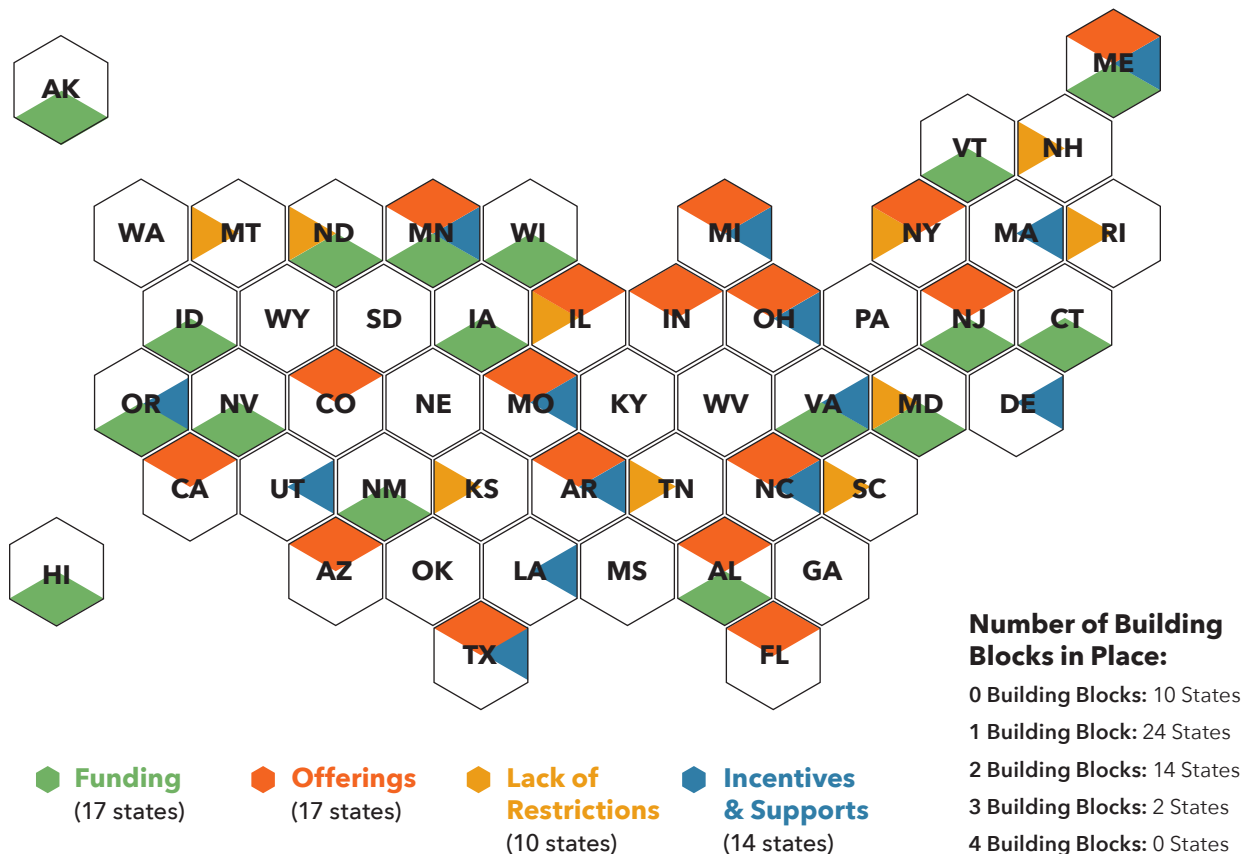 ME
AK
VT NH
WA MT ND MN WI MI NY MA RI
ID WY SD IA IL IN OH PA NJ CT
OR NV CO NE MO KY WV VA MD DE
CA UT NM KS AR TN NC SC
HI AZ OK LA MS AL GA
TX FL
Number of Building
Blocks in Place:
0 Building Blocks: 10 States
1 Building Block: 24 States
2 Building Blocks: 14 States
3 Building Blocks: 2 States
4 Building Blocks: 0 States
Funding
(17 states)
Offerings
(17 states)
Lack of
Restrictions
(10 states)
Incentives
& Supports
(14 states)